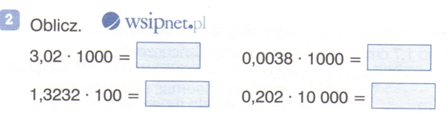 2 Oblicz. wsipnet.pl
3,02 · 1000 =
0,0038 · 1000 =
1,3232 · 100 =
0,202 · 10 000 =